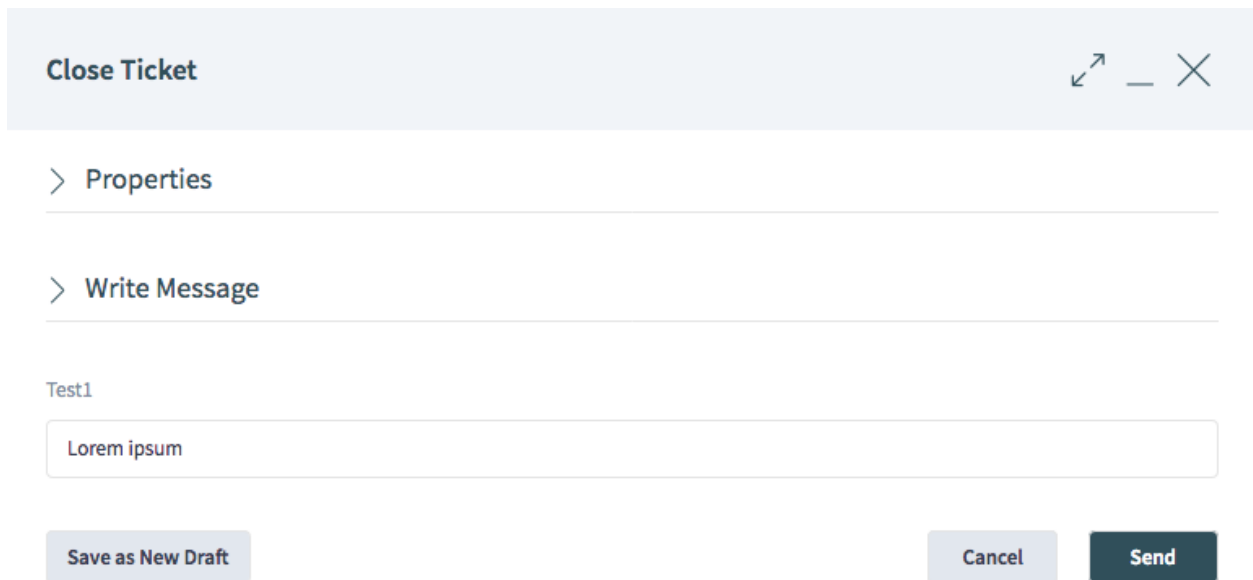 Close Ticket
Properties
Write Message
Test1
Lorem ipsum
Save as New Draft Cancel Send